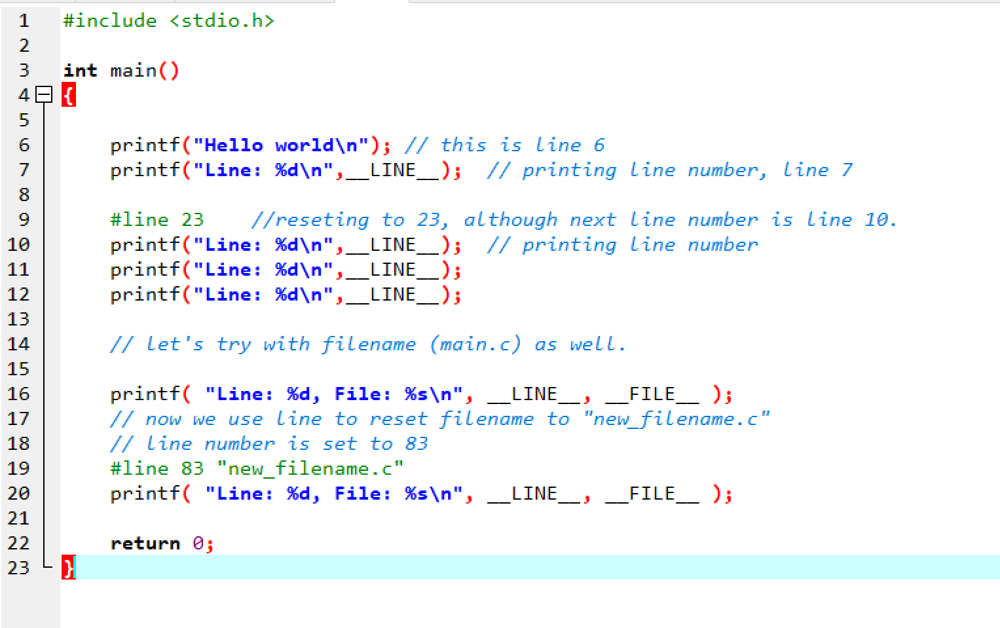 1 #include <stdio.h>
2
3 int main()
4 {
5
6 printf("Hello world\n"); // this is line 6
7 printf("Line: %d\n",__LINE__); // printing line number, line 7
8
9 #line 23 //reseting to 23, although next line number is line 10.
10 printf("Line: %d\n",__LINE__); // printing line number
11 printf("Line: %d\n",__LINE__);
12 printf("Line: %d\n",__LINE__);
13
14 // let's try with filename (main.c) as well.
15
16 printf( "Line: %d, File: %s\n", __LINE__, __FILE__ );
17 // now we use line to reset filename to "new_filename.c"
18 // line number is set to 83
19 #line 83 "new_filename.c"
20 printf( "Line: %d, File: %s\n", __LINE__, __FILE__ );
21
22 return 0;
23 }